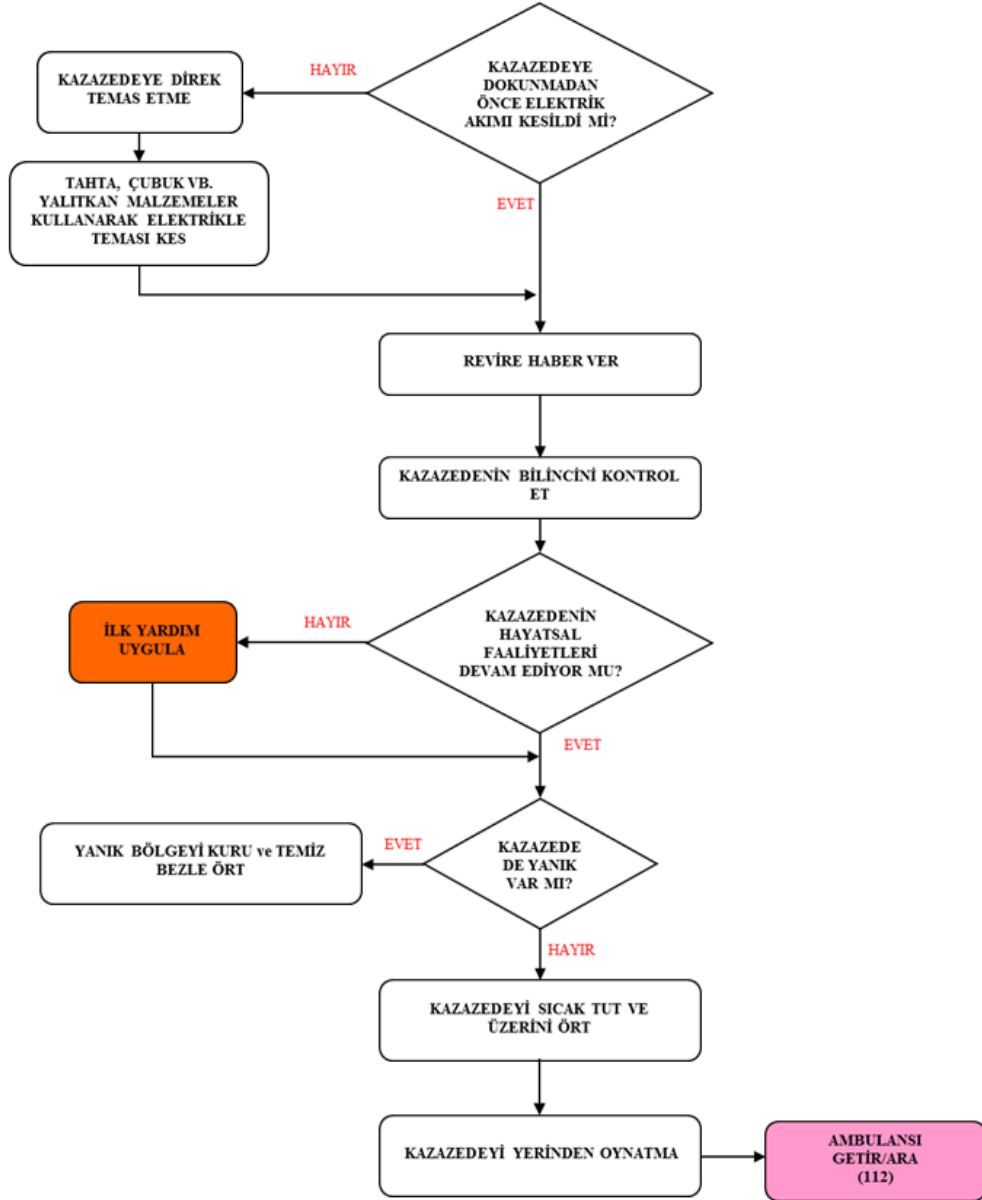 KAZAZEDEYE
DOKUNMADAN
ÖNCE ELEKTRİK
AKIMI KESİLDİ Mİ?
HAYIR
KAZAZEDEYE DİREK
TEMAS ETME
TAHTA, ÇUBUK VB.
YALITKAN MALZEMELER
KULLANARAK ELEKTRİKLE
TEMASI KES
EVET
REVİRE HABER VER
KAZAZEDENİN BİLİNCİNİ KONTROL
ET
KAZAZEDENİN
HAYATSAL
FAALİYETLERİ
DEVAM EDİYOR MU?
HAYIR
İLK YARDIM
UYGULA
EVET
KAZAZEDE
DE YANIK
VAR MI?
EVET
YANIK BÖLGEYİ KURU ve TEMİZ
BEZLE ÖRT
HAYIR
KAZAZEDEYİ SICAK TUT VE
ÜZERİNİ ÖRT
KAZAZEDEYİ YERİNDEN OYNATMA
AMBULANSI
GETİR/ARA
(112)